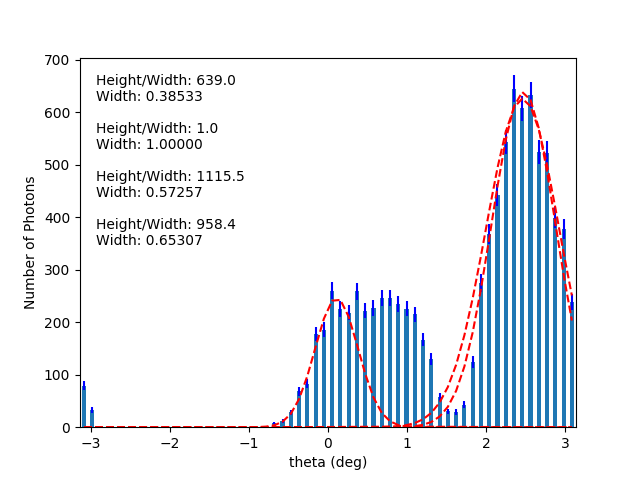 Height/Width: 639.0
Width: 0.38533
Height/Width: 1.0
Width: 1.00000
Height/Width: 1115.5
Width: 0.57257
Height/Width: 958.4
Width: 0.65307
Number of Photons
700
600
500
400
300
200
100
0
−3
−2
−1
0
1
2
3
theta (deg)